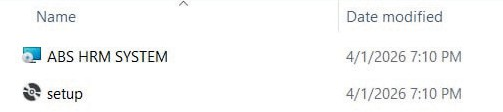 Name Date modified
ABS HRM SYSTEM 4/1/2026 7:10 PM
setup 4/1/2026 7:10 PM